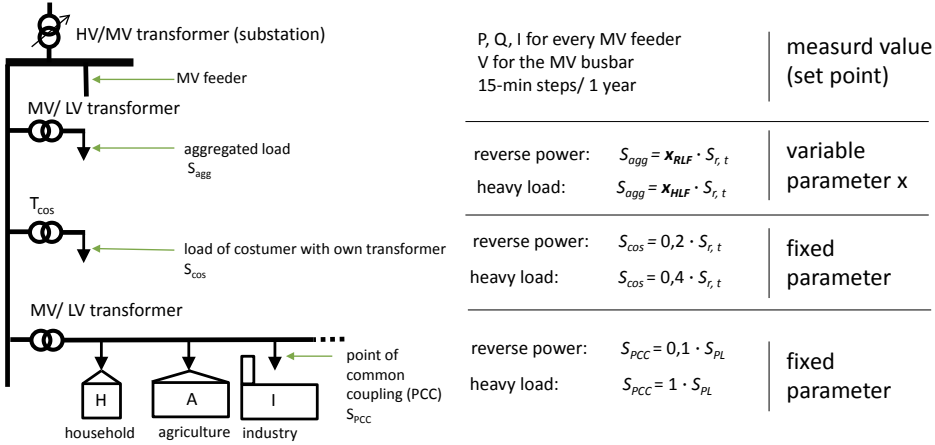 HV/MV transformer (substation)
MV feeder
MV/ LV transformer
aggregated load
S_agg
T_cos
load of costumer with own transformer
S_cos
MV/ LV transformer
point of
common
coupling (PCC)
S_PCC
H
A
I
household
agriculture
industry
P, Q, I for every MV feeder
V for the MV busbar
15-min steps/ 1 year
measurd value
(set point)
reverse power: S_agg = x_RLF · S_r, t
heavy load: S_agg = x_HLF · S_r, t
variable
parameter x
reverse power: S_cos = 0,2 · S_r, t
heavy load: S_cos = 0,4 · S_r, t
fixed
parameter
reverse power: S_PCC = 0,1 · S_PL
heavy load: S_PCC = 1 · S_PL
fixed
parameter